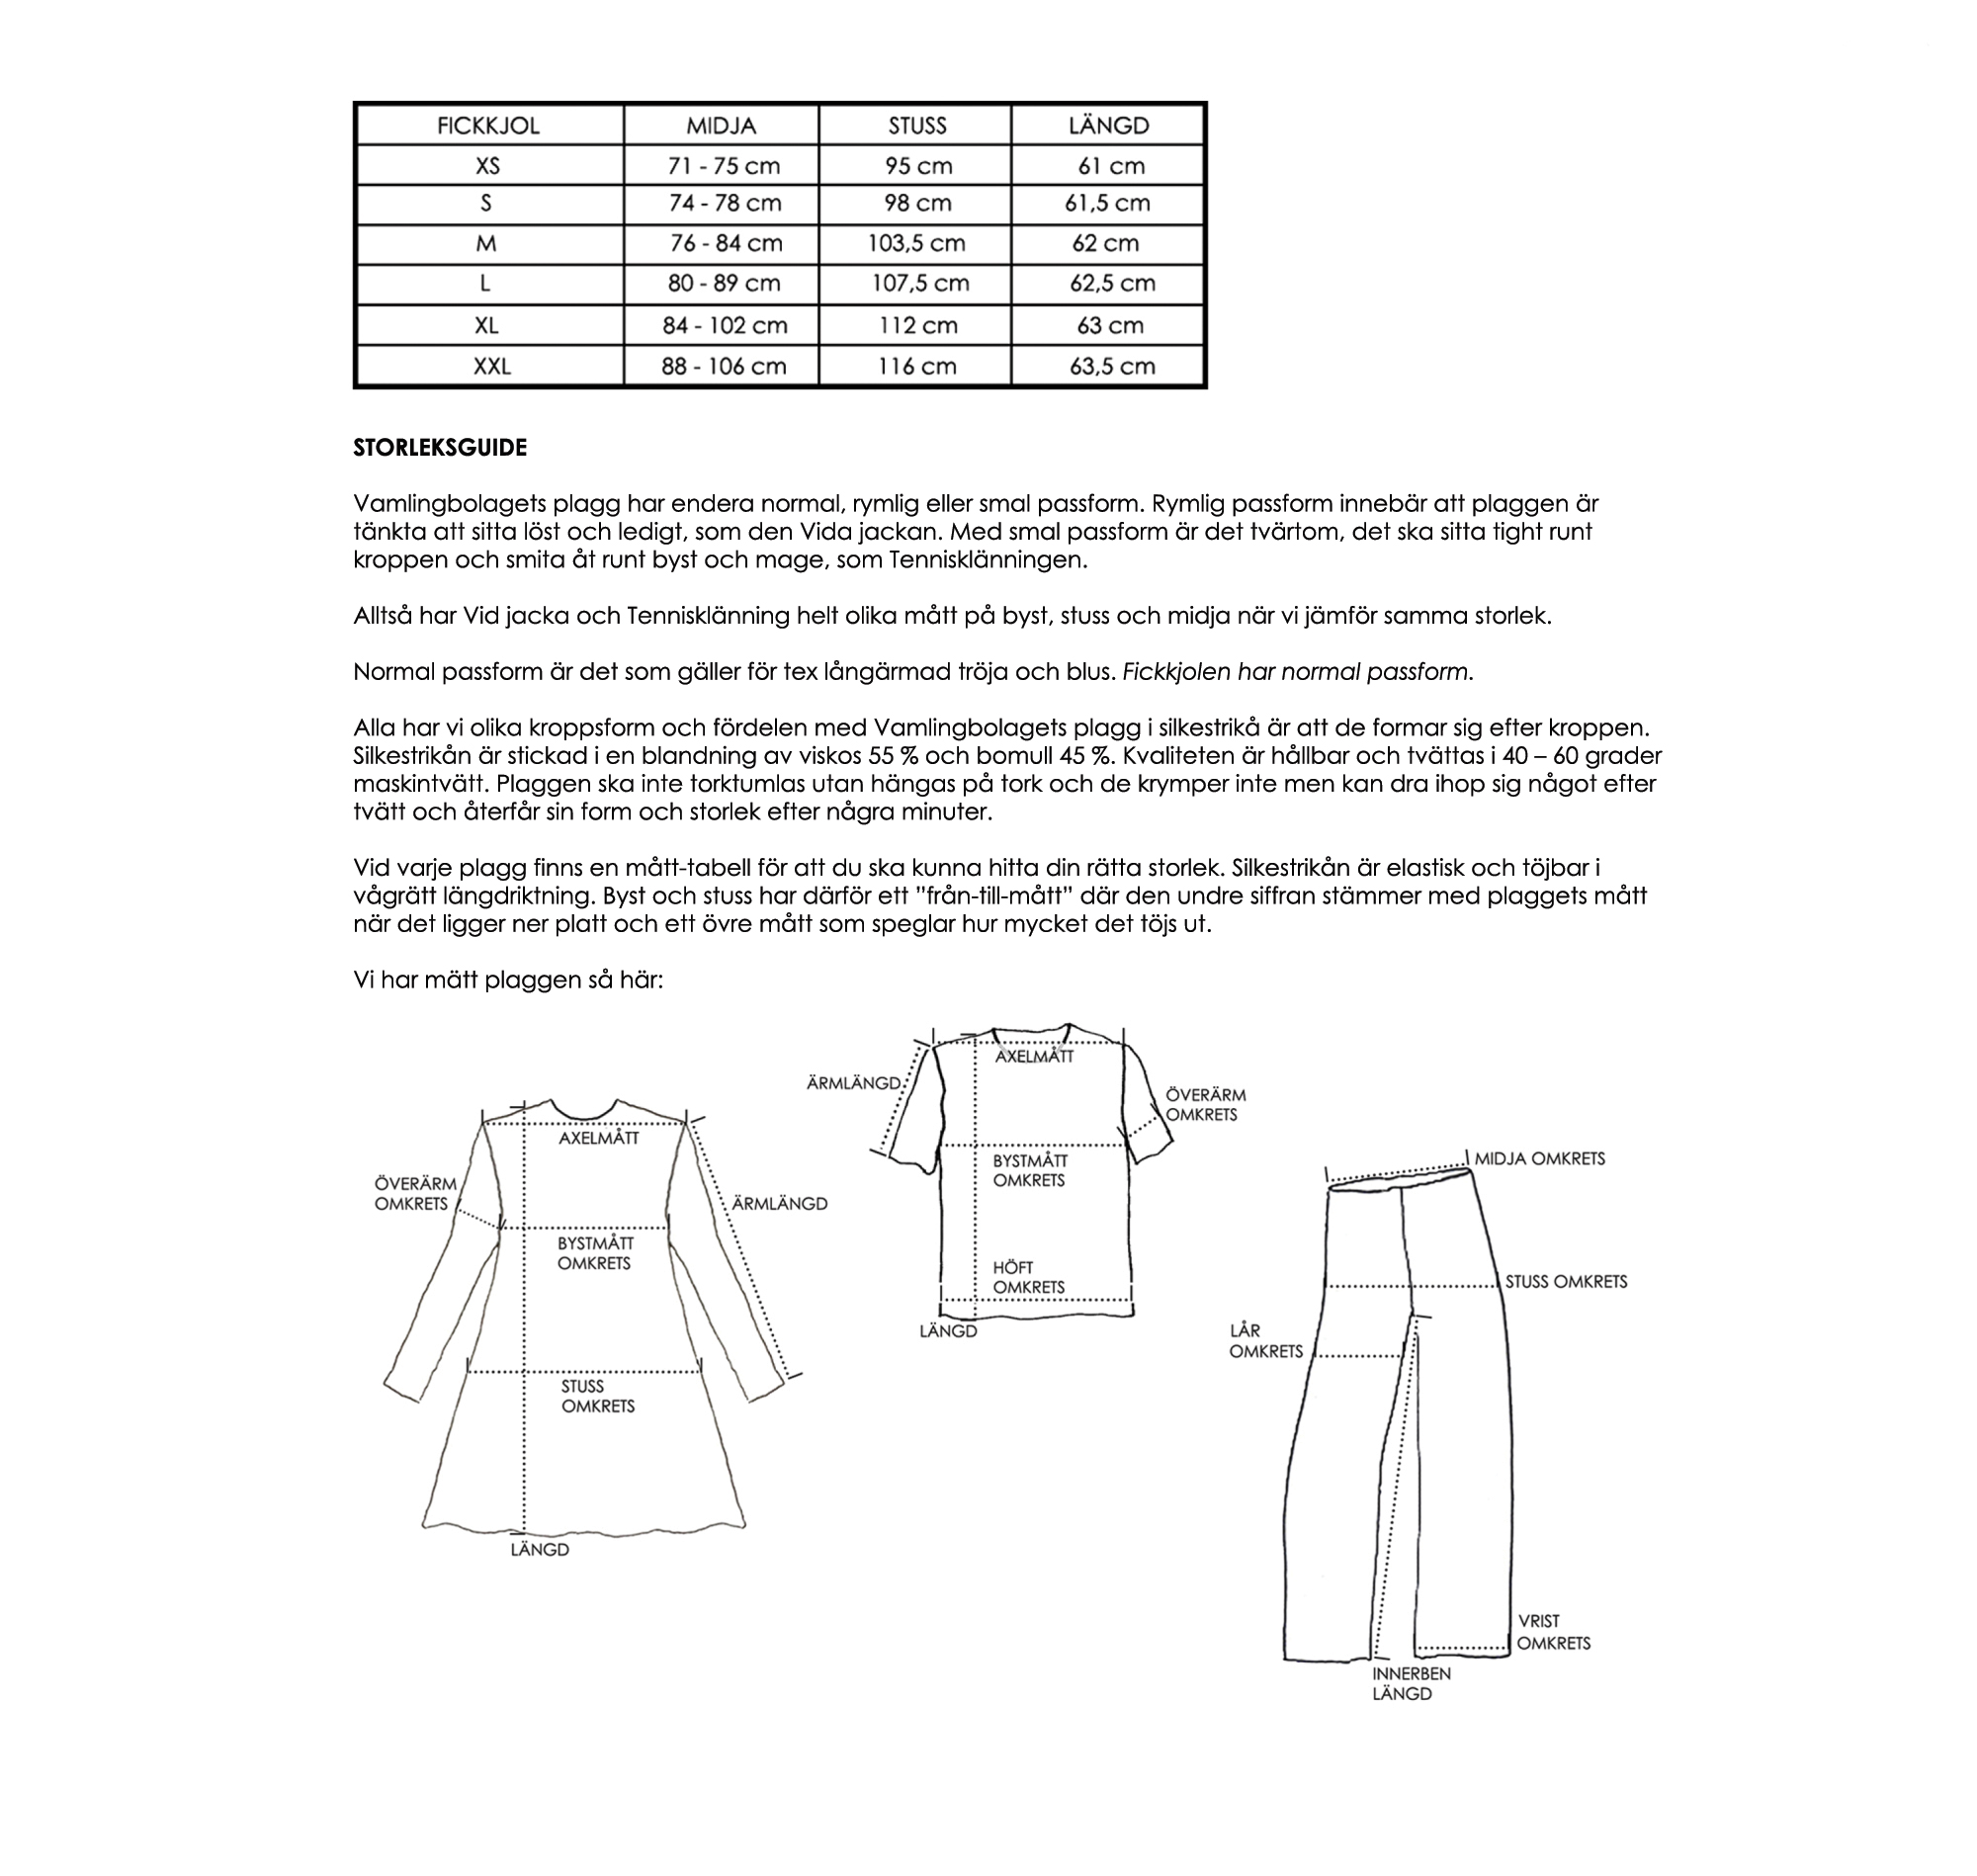 FICKKJOL MIDJA STUSS LÄNGD
XS 71 - 75 cm 95 cm 61 cm
S 74 - 78 cm 98 cm 61,5 cm
M 76 - 84 cm 103,5 cm 62 cm
L 80 - 89 cm 107,5 cm 62,5 cm
XL 84 - 102 cm 112 cm 63 cm
XXL 88 - 106 cm 116 cm 63,5 cm
STORLEKSGUIDE
Vamlingbolagets plagg har endera normal, rymlig eller smal passform. Rymlig passform innebär att plaggen är
tänkta att sitta löst och ledigt, som den Vida jackan. Med smal passform är det tvärtom, det ska sitta tight runt
kroppen och smita åt runt byst och mage, som Tennisklänningen.
Alltså har Vid jacka och Tennisklänning helt olika mått på byst, stuss och midja när vi jämför samma storlek.
Normal passform är det som gäller för tex långärmad tröja och blus. Fickkjolen har normal passform.
Alla har vi olika kroppsform och fördelen med Vamlingbolagets plagg i silkestrikå är att de formar sig efter kroppen.
Silkestrikån är stickad i en blandning av viskos 55 % och bomull 45 %. Kvaliteten är hållbar och tvättas i 40 – 60 grader
maskintvätt. Plaggen ska inte torktumlas utan hängas på tork och de krymper inte men kan dra ihop sig något efter
tvätt och återfår sin form och storlek efter några minuter.
Vid varje plagg finns en mått-tabell för att du ska kunna hitta din rätta storlek. Silkestrikån är elastisk och töjbar i
vågrätt längdriktning. Byst och stuss har därför ett ”från-till-mått” där den undre siffran stämmer med plaggets mått
när det ligger ner platt och ett övre mått som speglar hur mycket det töjs ut.
Vi har mätt plaggen så här:
AXELMÅTT
ÖVERÄRM
OMKRETS
ÄRMLÄNGD
BYSTMÅTT
OMKRETS
STUSS
OMKRETS
LÄNGD
AXELMÅTT
ÄRMLÄNGD
ÖVERÄRM
OMKRETS
BYSTMÅTT
OMKRETS
HÖFT
OMKRETS
LÄNGD
MIDJA OMKRETS
STUSS OMKRETS
LÅR
OMKRETS
VRIST
OMKRETS
INNERBEN
LÄNGD